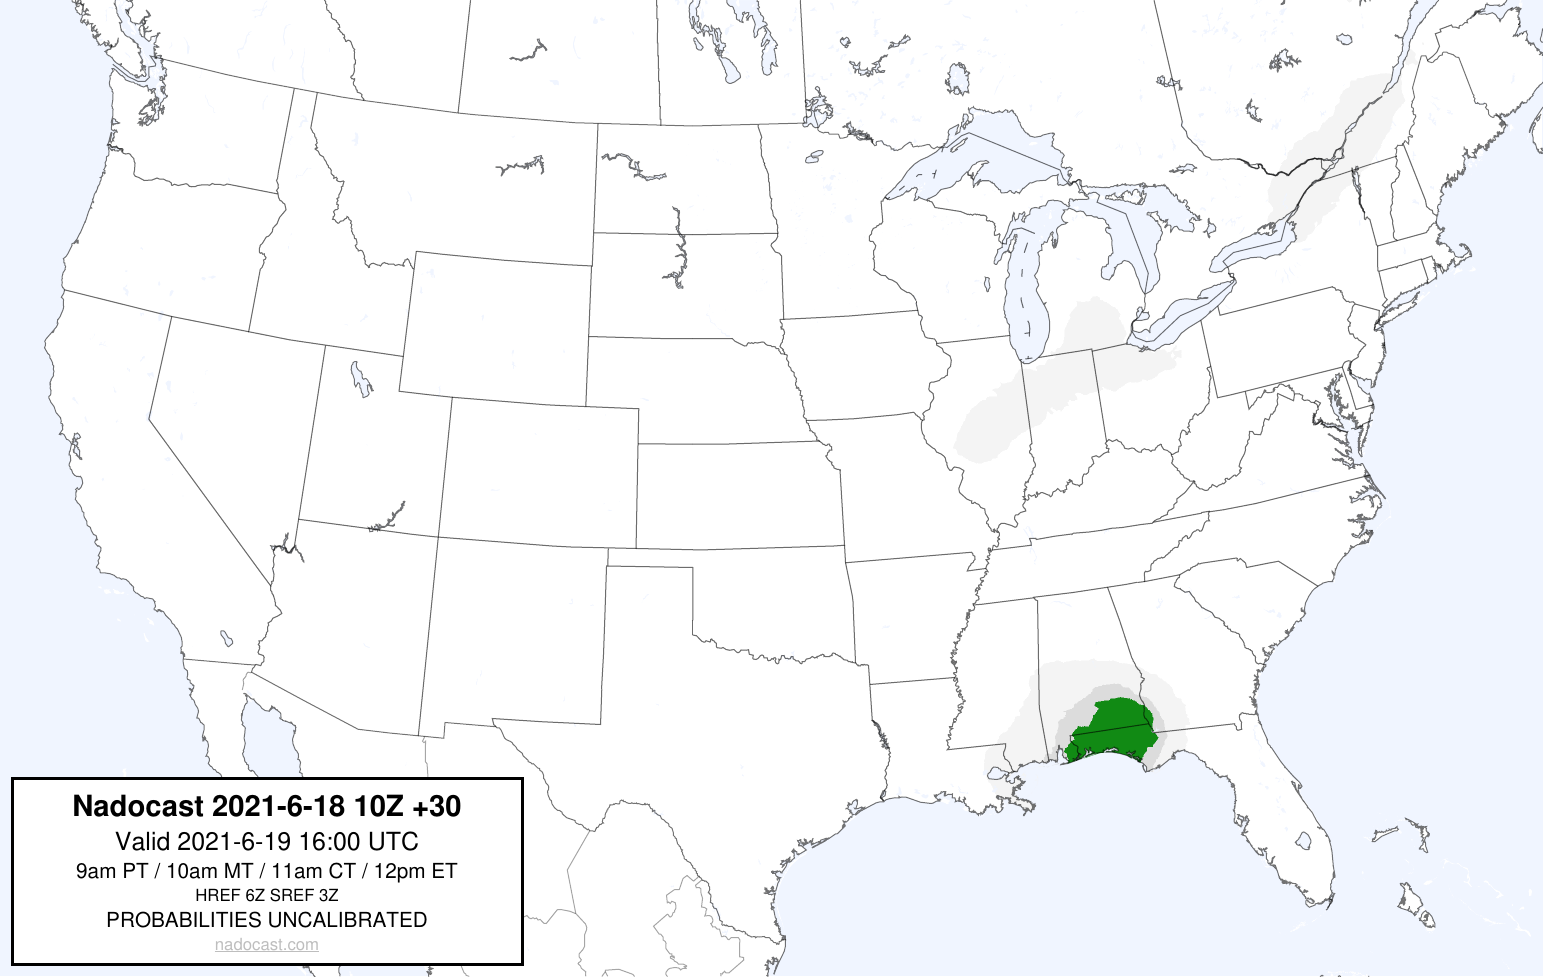 Nadocast 2021-6-18 10Z +30
Valid 2021-6-19 16:00 UTC
9am PT / 10am MT / 11am CT / 12pm ET
HREF 6Z SREF 3Z
PROBABILITIES UNCALIBRATED
nadocast.com